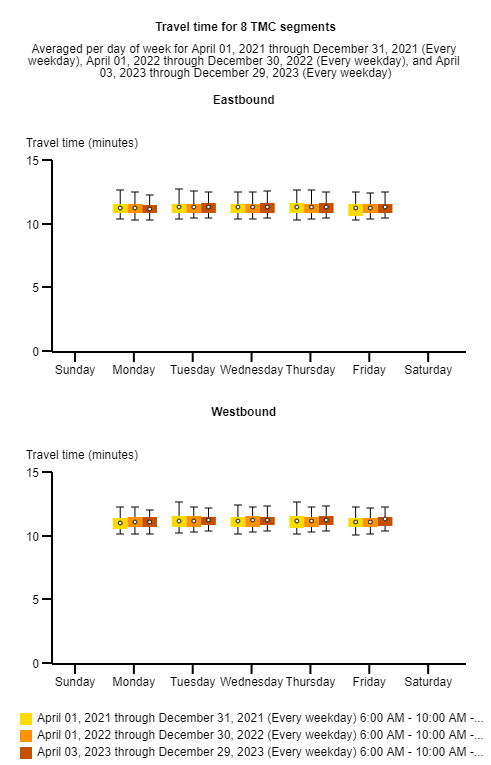 Travel time for 8 TMC segments
Averaged per day of week for April 01, 2021 through December 31, 2021 (Every
weekday), April 01, 2022 through December 30, 2022 (Every weekday), and April
03, 2023 through December 29, 2023 (Every weekday)
Eastbound
Travel time (minutes)
15
10
5
0
Sunday Monday Tuesday Wednesday Thursday Friday Saturday
Westbound
Travel time (minutes)
15
10
5
0
Sunday Monday Tuesday Wednesday Thursday Friday Saturday
April 01, 2021 through December 31, 2021 (Every weekday) 6:00 AM - 10:00 AM -...
April 01, 2022 through December 30, 2022 (Every weekday) 6:00 AM - 10:00 AM -...
April 03, 2023 through December 29, 2023 (Every weekday) 6:00 AM - 10:00 AM -...